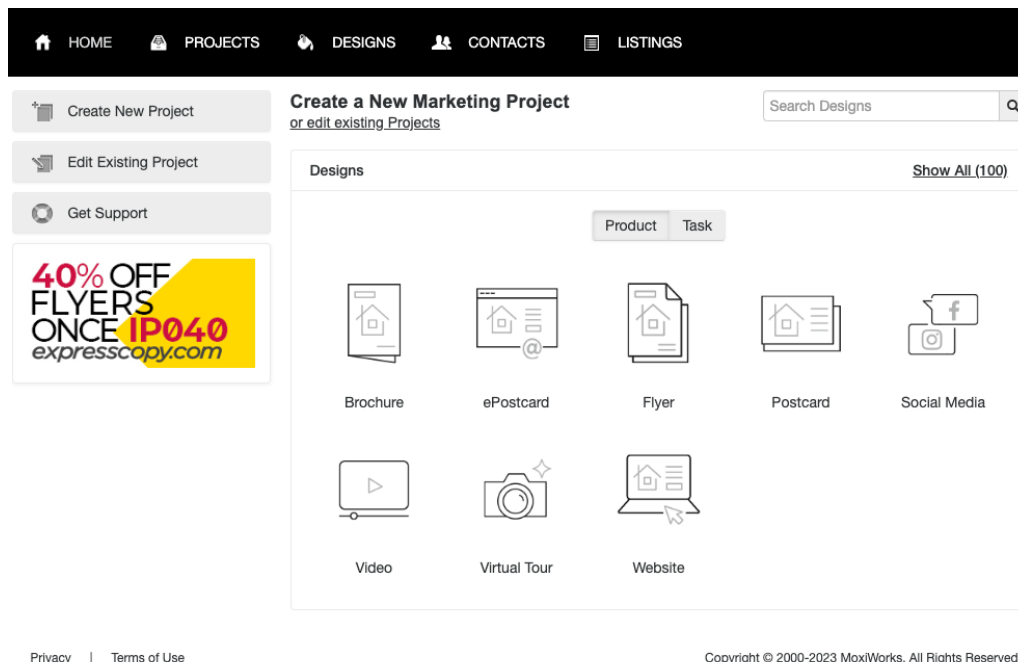 HOME PROJECTS DESIGNS CONTACTS LISTINGS
Create New Project
Edit Existing Project
Get Support
40% OFF
FLYERS
ONCE IP040
expresscopy.com
Create a New Marketing Project
or edit existing Projects
Search Designs
Designs
Show All (100)
Product Task
Brochure ePostcard Flyer Postcard Social Media
Video Virtual Tour Website
Privacy | Terms of Use
Copyright © 2000-2023 MoxiWorks. All Rights Reserved